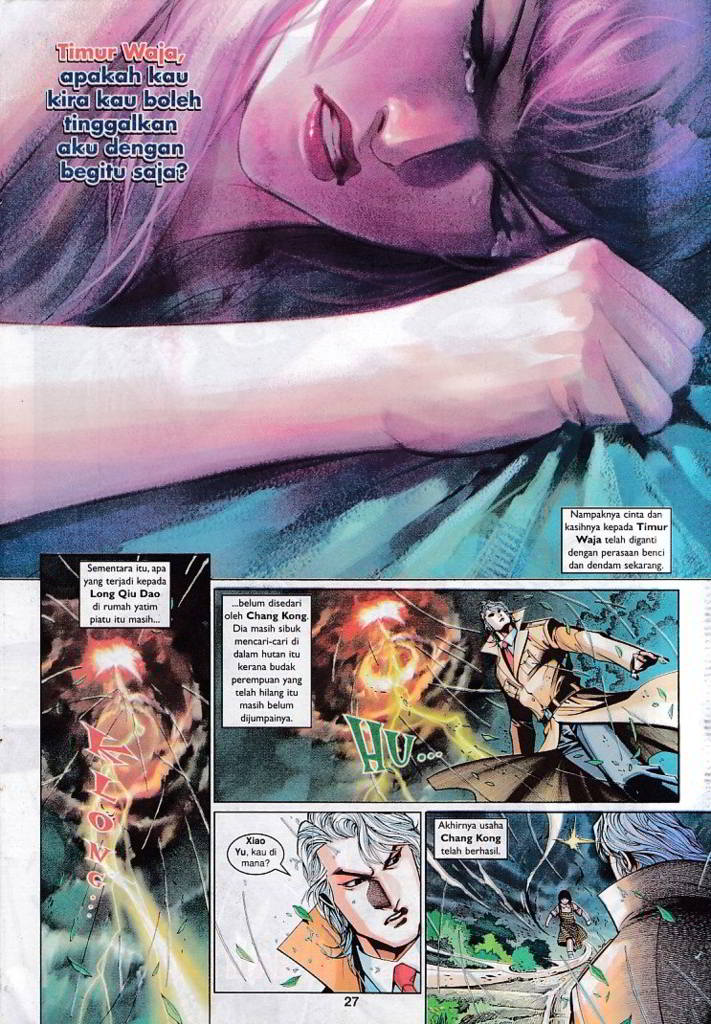 Timur Waja,
apakah kau
kira kau boleh
tinggalkan
aku dengan
begitu saja?
Nampaknya cinta dan
kasihnya kepada Timur
Waja telah diganti
dengan perasaan benci
dan dendam sekarang.
Sementara itu, apa
yang terjadi kepada
Long Qiu Dao
di rumah yatim
piatu itu masih...
KLONG...
...belum disedari
oleh Chang Kong.
Dia masih sibuk
mencari-cari di
dalam hutan itu
kerana budak
perempuan yang
telah hilang itu
masih belum
dijumpainya.
HU...
Xiao
Yu, kau di
mana?
Akhirnya usaha
Chang Kong
telah berhasil.
27